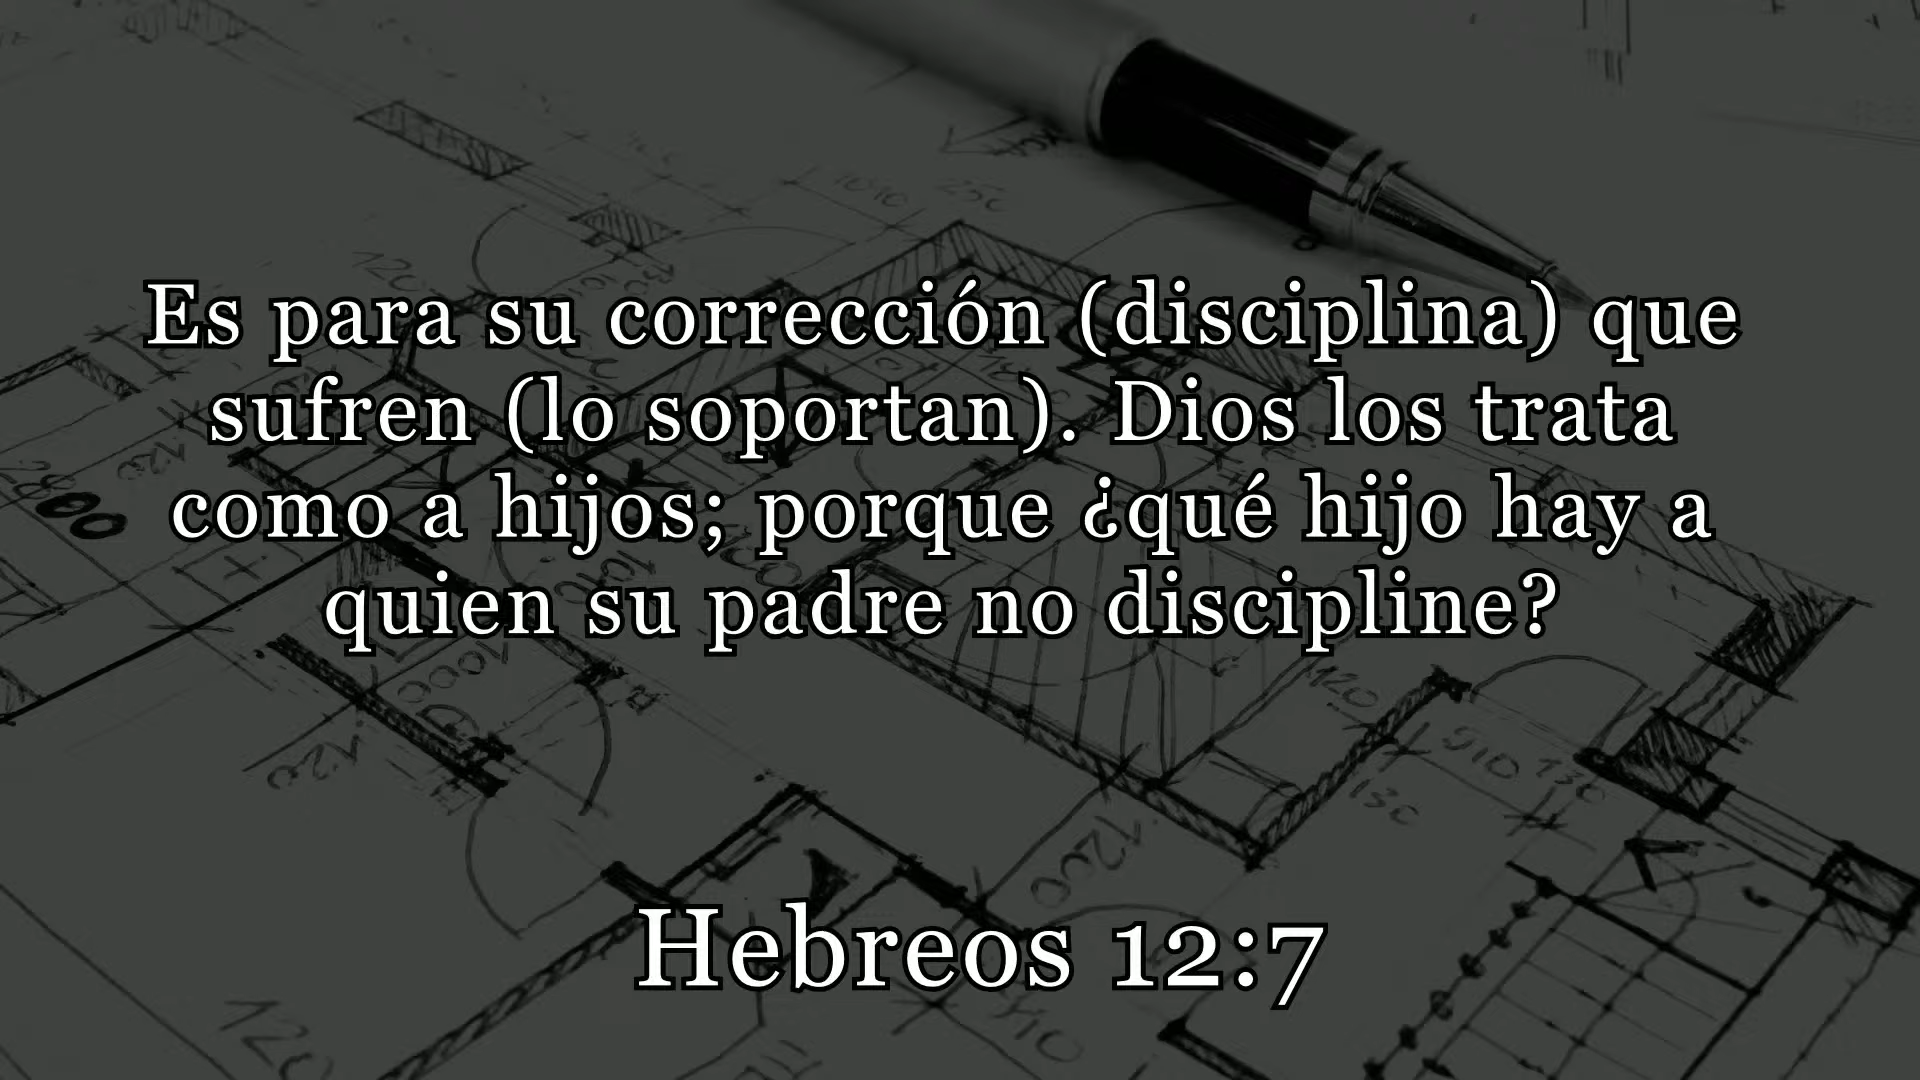 Es para su corrección (disciplina) que
sufren (lo soportan). Dios los trata
como a hijos; porque ¿qué hijo hay a
quien su padre no discipline?
Hebreos 12:7